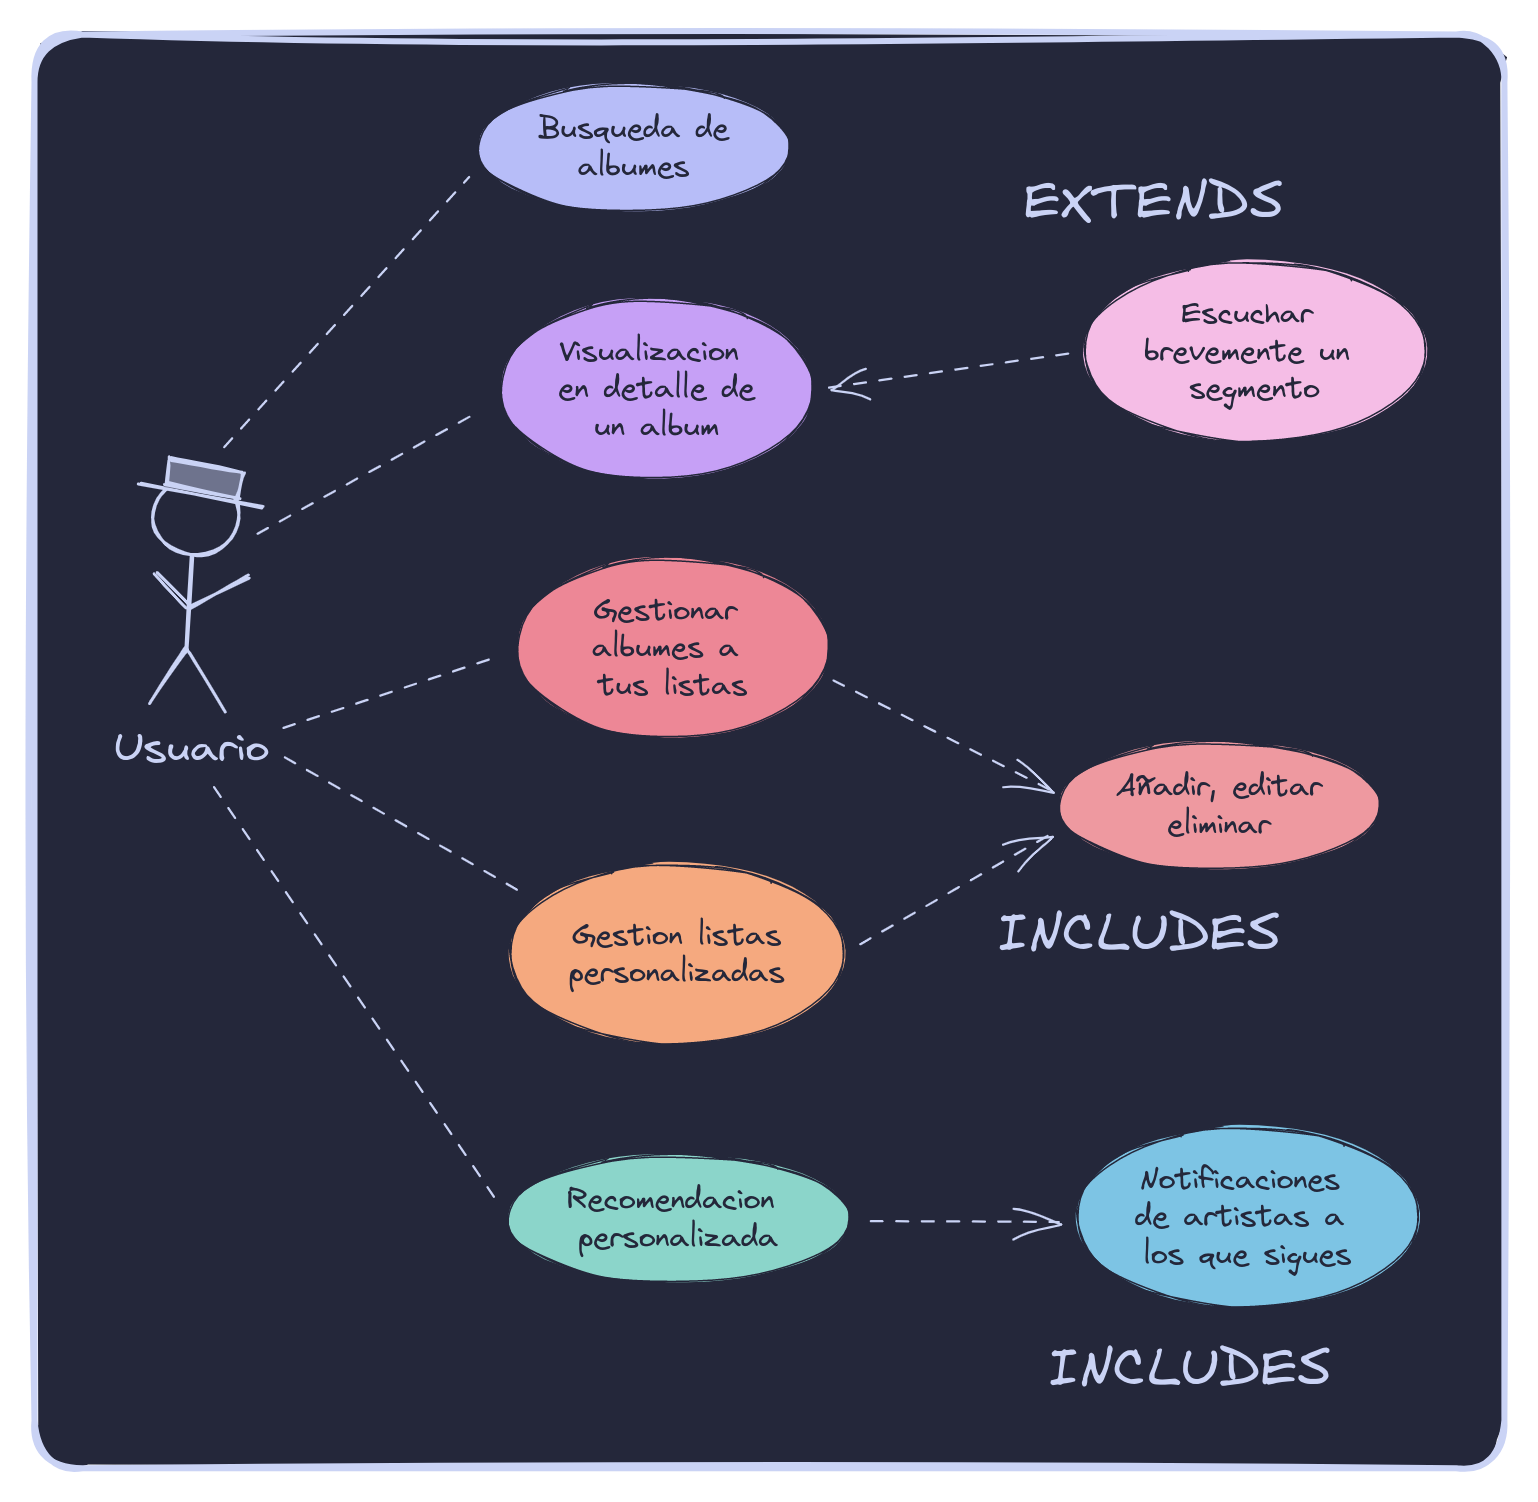 Busqueda de
albumes
EXTENDS
Escuchar
brevemente un
segmento
Visualizacion
en detalle de
un album
Gestionar
albumes a
tus listas
Usuario
Añadir, editar
eliminar
INCLUDES
Gestion listas
personalizadas
Recomendacion
personalizada
Notificaciones
de artistas a
los que sigues
INCLUDES